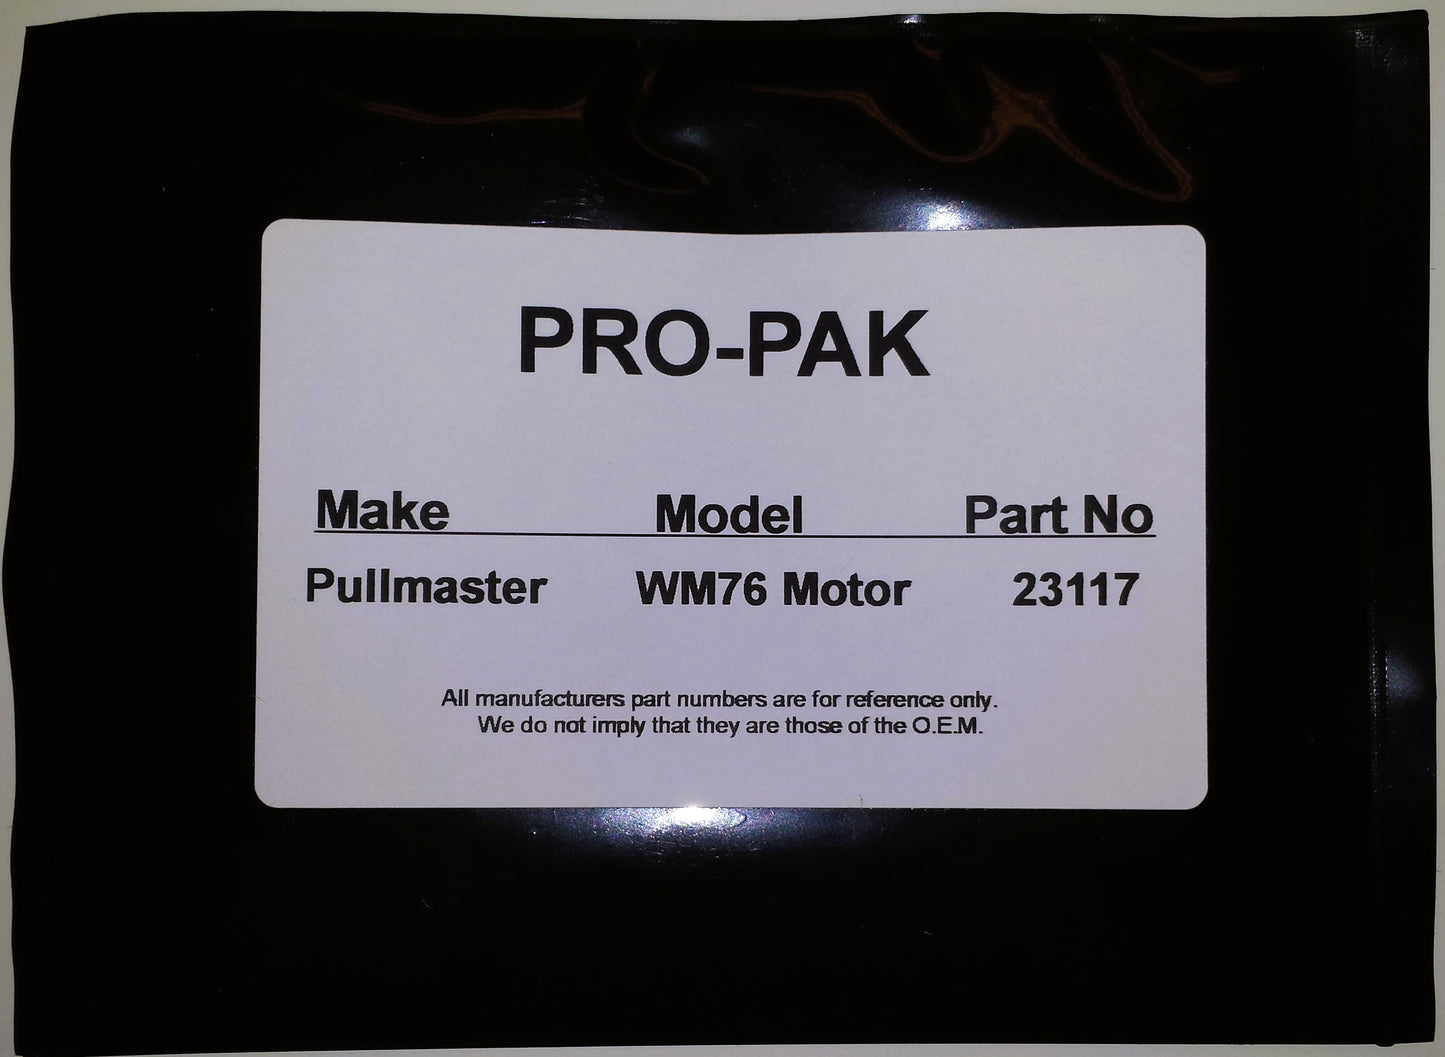 PRO-PAK
Make Model Part No
Pullmaster WM76 Motor 23117
All manufacturers part numbers are for reference only.
We do not imply that they are those of the O.E.M.